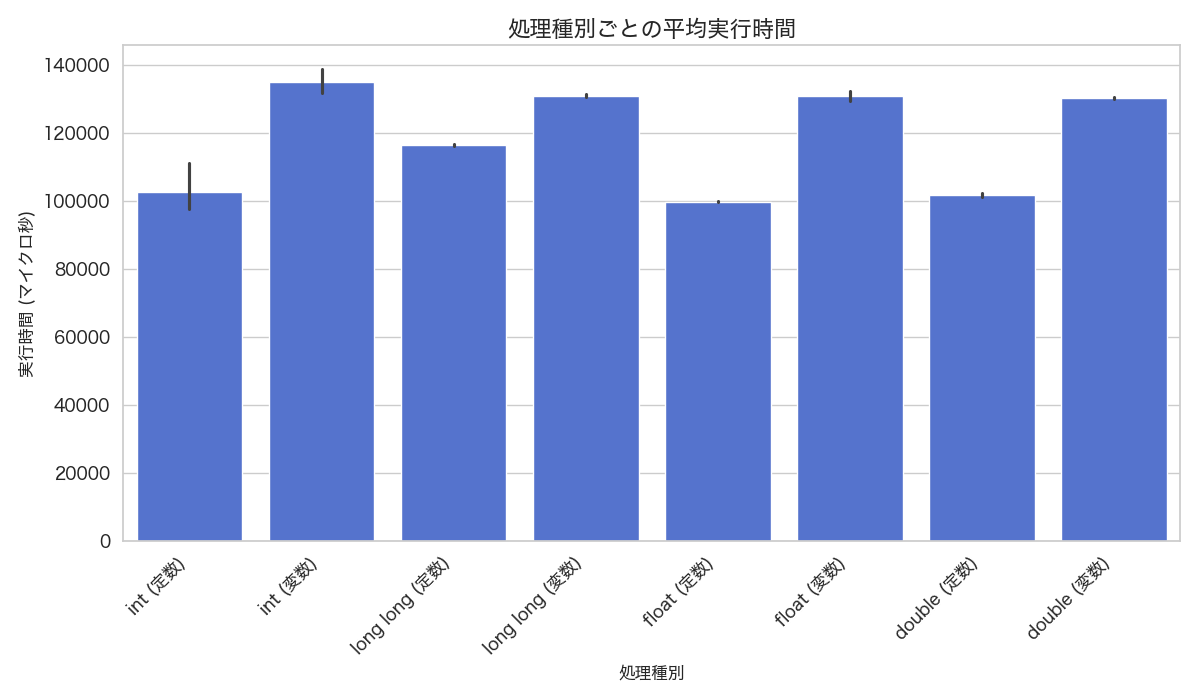 処理種別ごとの平均実行時間
実行時間 (マイクロ秒)
140000
120000
100000
80000
60000
40000
20000
0
int (定数)
int (変数)
long long (定数)
long long (変数)
float (定数)
float (変数)
double (定数)
double (変数)
処理種別